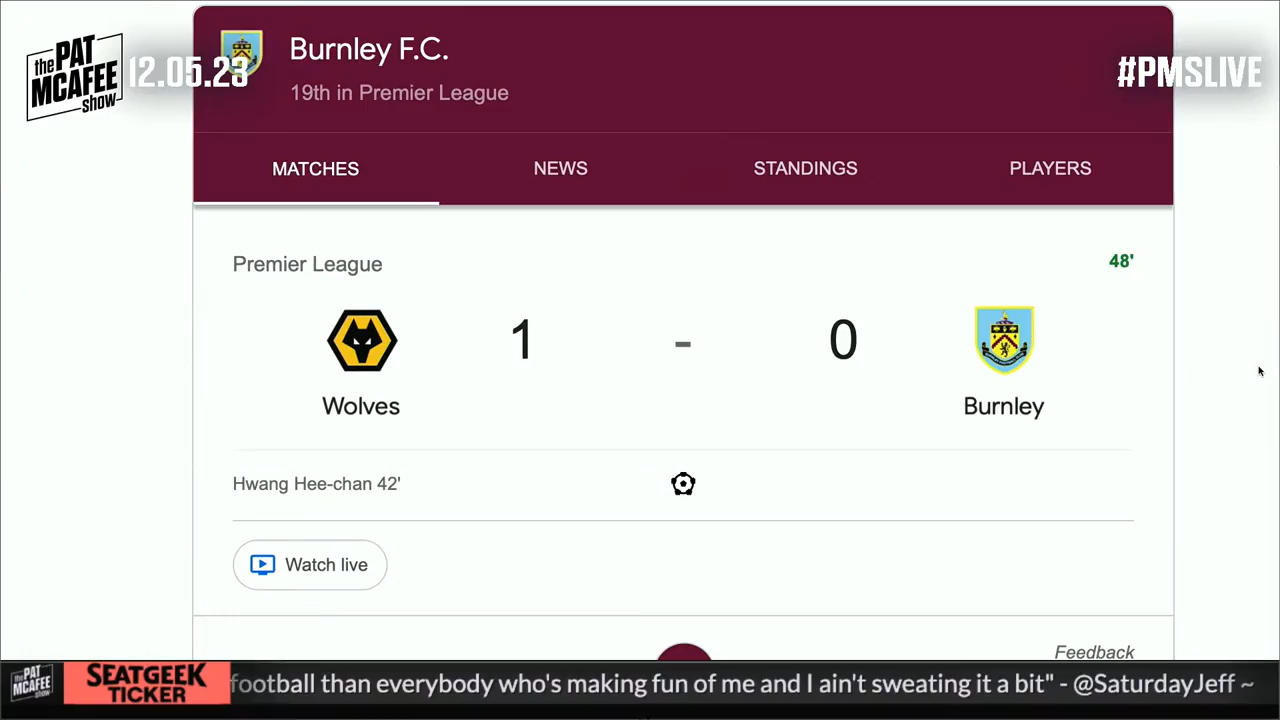 the PAT MCAFEE show
12.05.23
#PMSLIVE
Burnley F.C.
19th in Premier League
MATCHES NEWS STANDINGS PLAYERS
Premier League
48'
1 - 0
Wolves Burnley
Hwang Hee-chan 42'
Watch live
Feedback
the PAT MCAFEE show
SEATGEEK TICKER
football than everybody who's making fun of me and I ain't sweating it a bit" - @SaturdayJeff ~